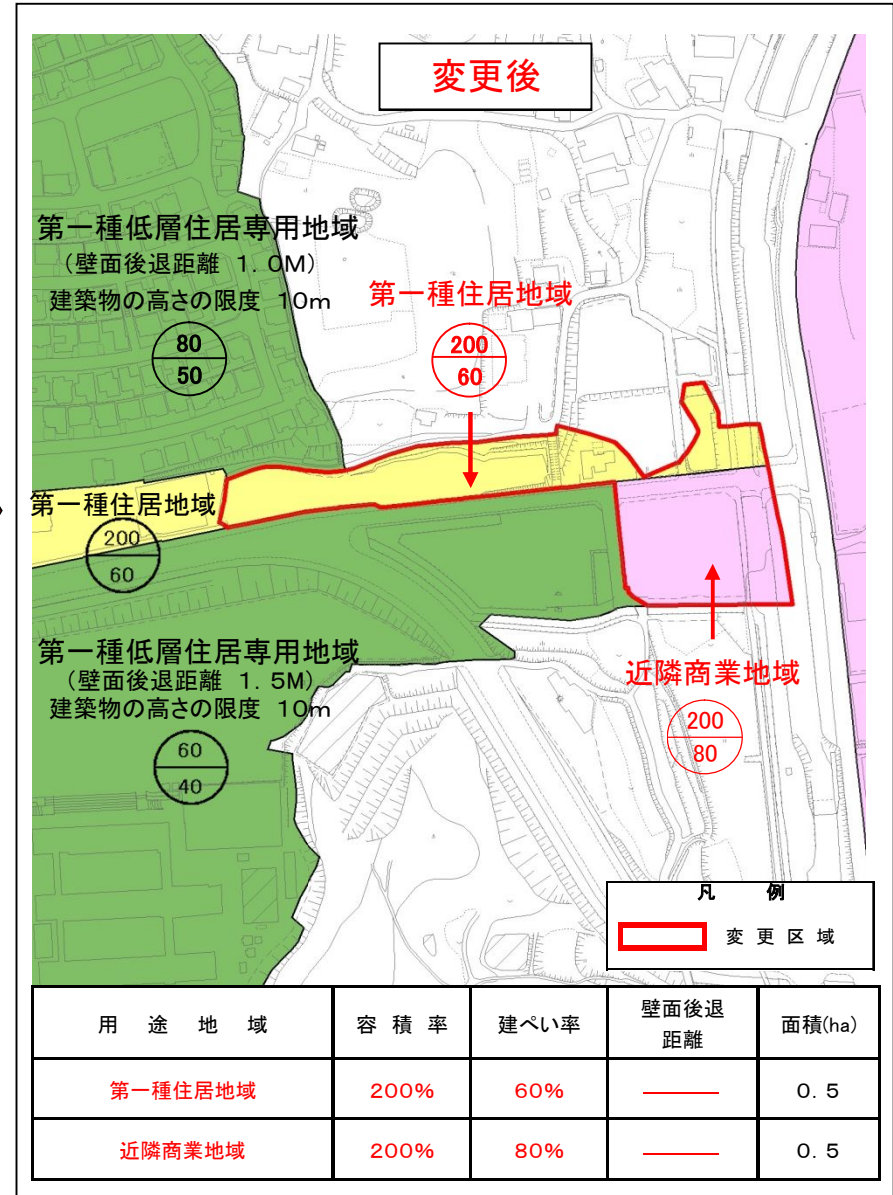 変更後
第一種低層住居専用地域
（壁面後退距離 1.0M）
建築物の高さの限度 10m
80
50
第一種住居地域
200
60
第一種住居地域
200
60
第一種低層住居専用地域
（壁面後退距離 1.5M）
建築物の高さの限度 10m
60
40
近隣商業地域
200
80
凡 例
変更区域
用途地域 容積率 建ぺい率 壁面後退距離 面積(ha)
第一種住居地域 200% 60% ―― 0.5
近隣商業地域 200% 80% ―― 0.5